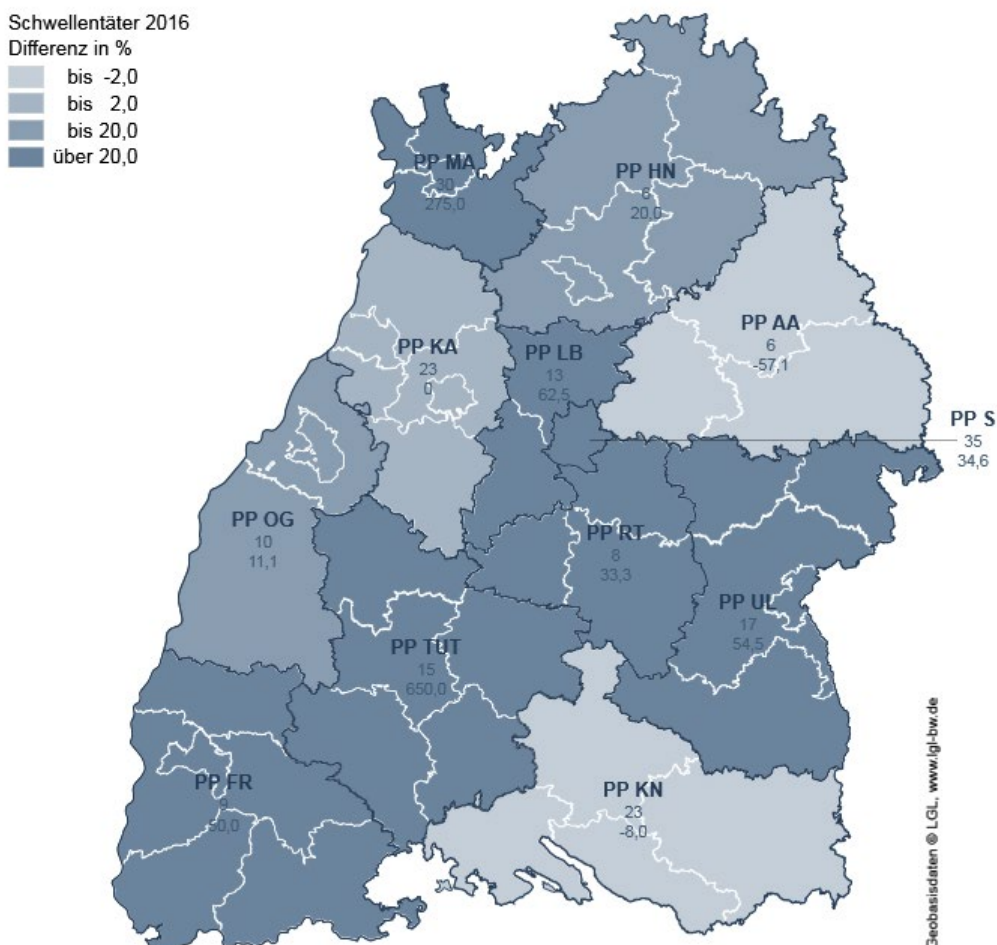 Schwellentäter 2016
Differenz in %
bis -2,0
bis 2,0
bis 20,0
über 20,0
PP MA
30
275,0
PP HN
6
20,0
PP AA
6
-57,1
PP KA
23
0
PP LB
13
62,5
PP S
35
34,6
PP OG
10
11,1
PP RT
8
33,3
PP UL
17
54,5
PP TUT
15
650,0
PP FR
9
50,0
PP KN
23
-8,0
Geobasisdaten © LGL, www.lgl-bw.de